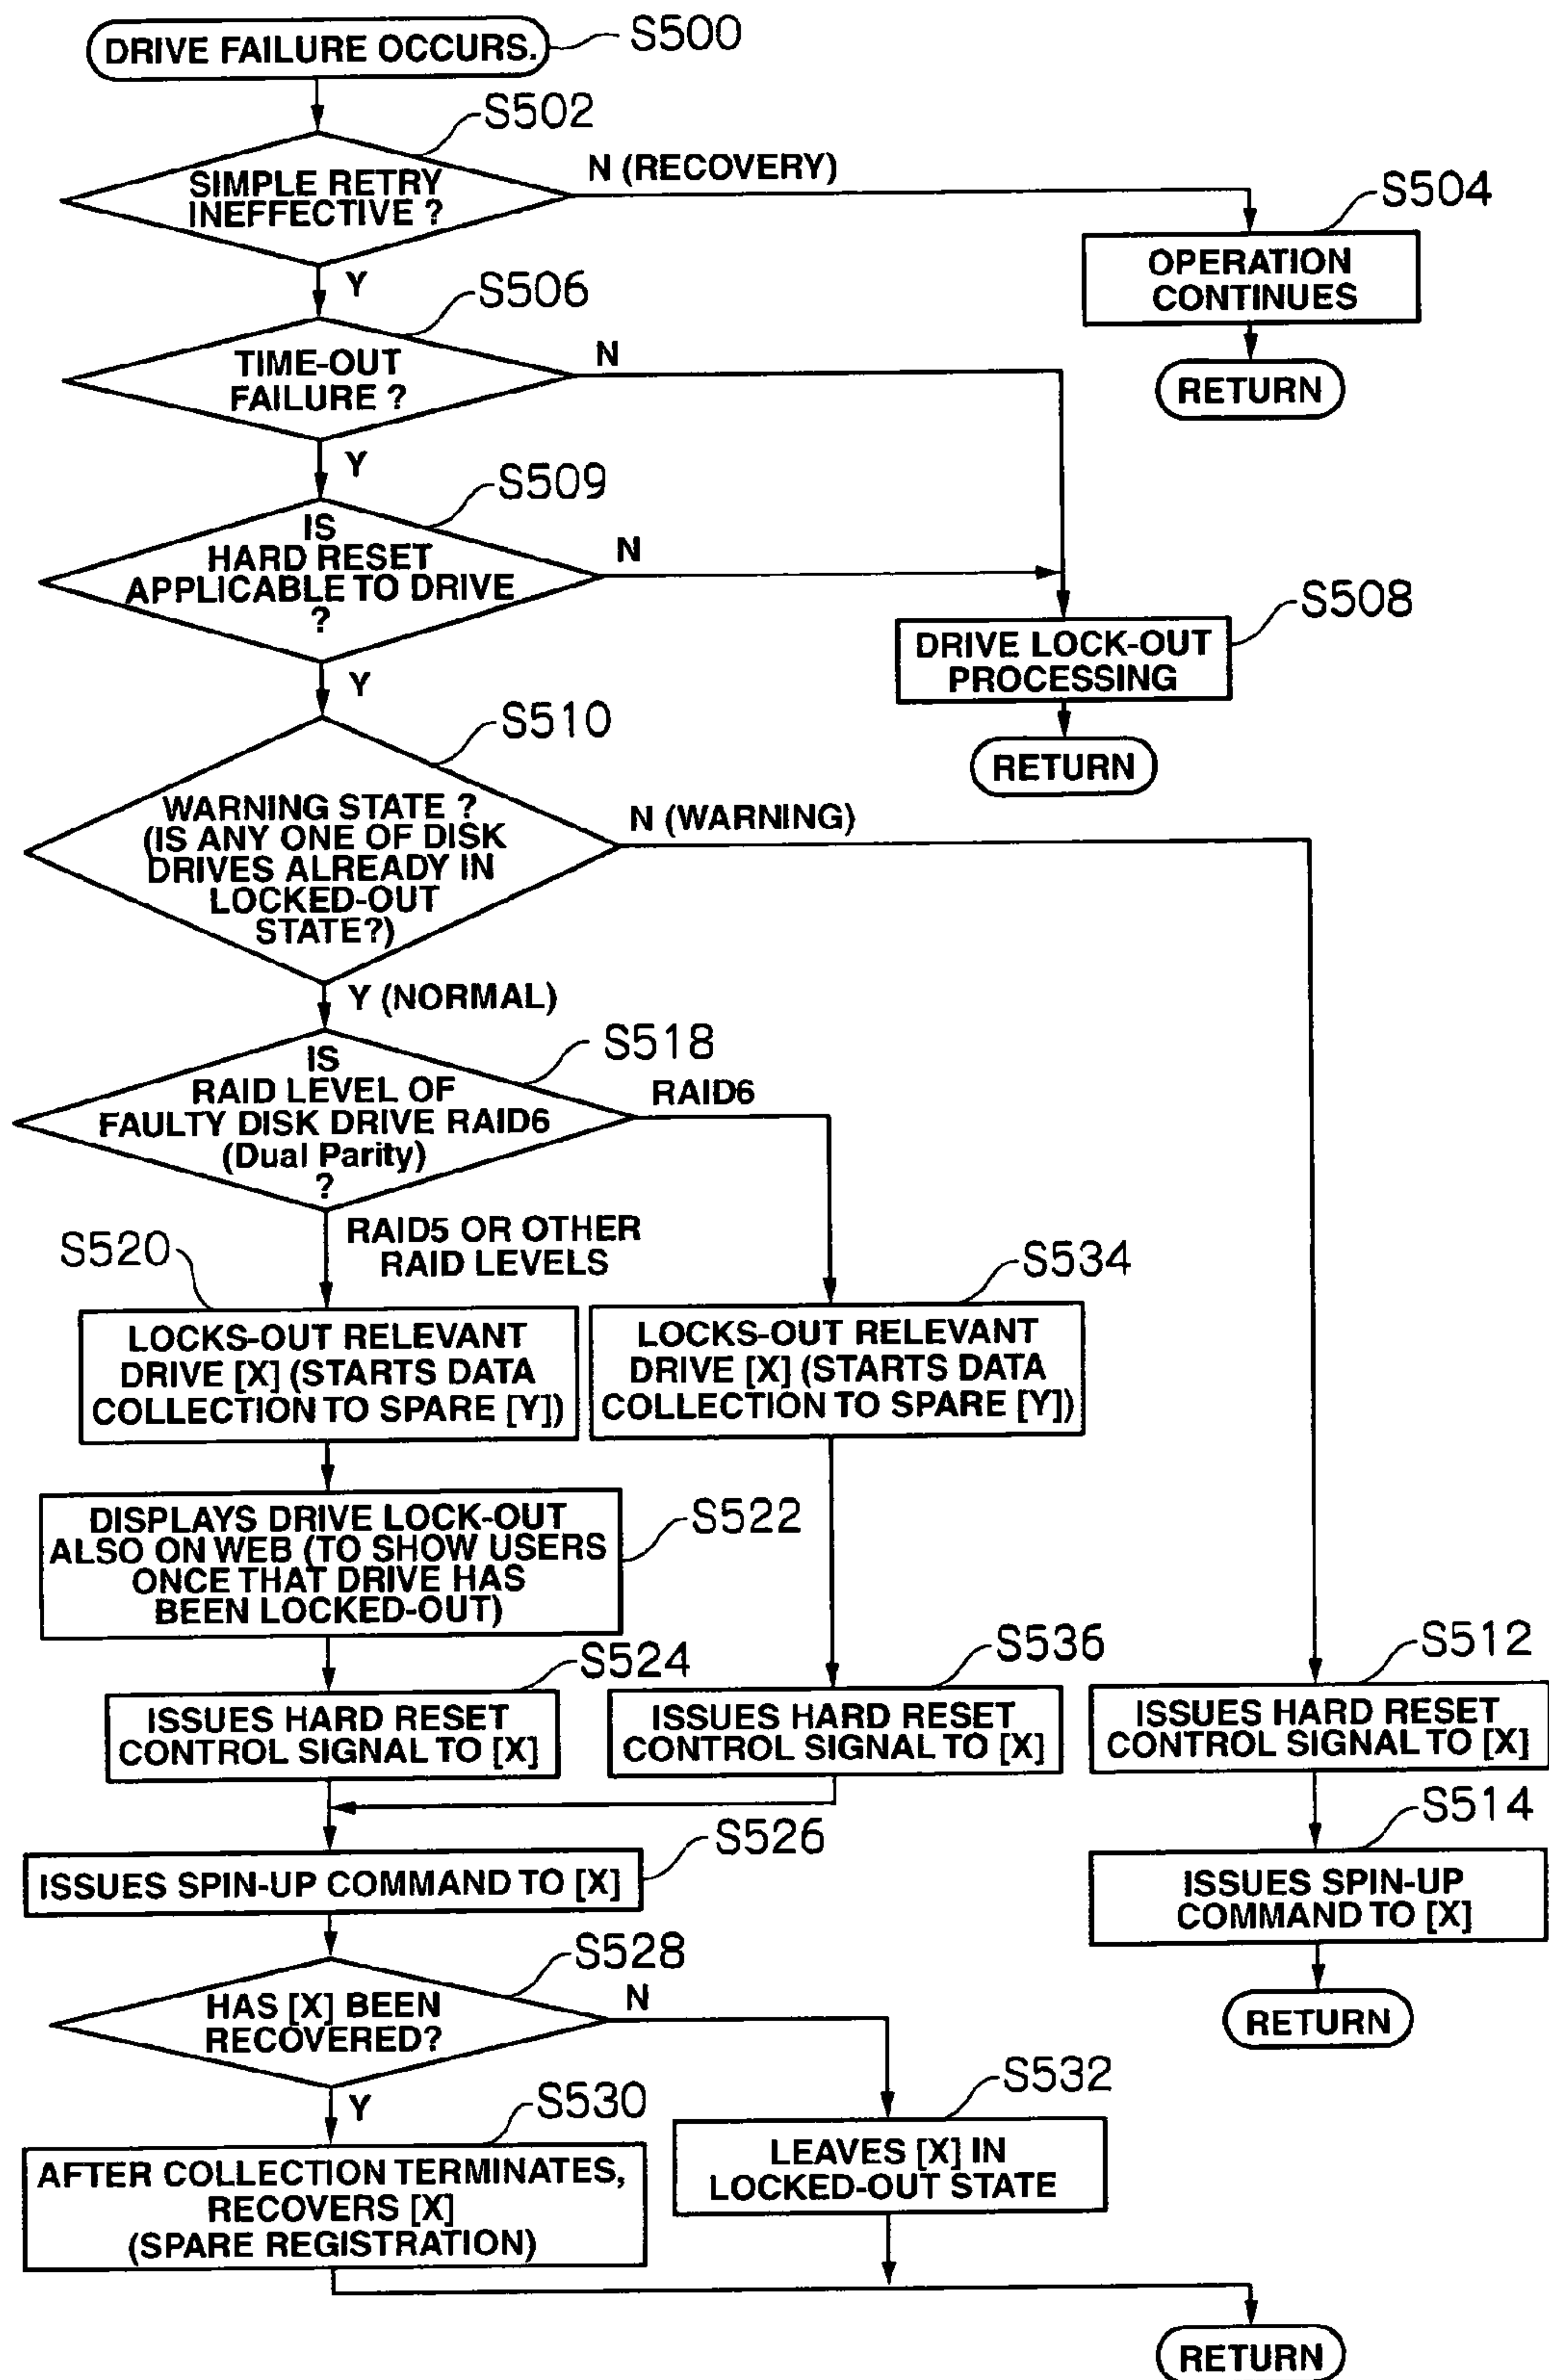 DRIVE FAILURE OCCURS.
S500
S502
SIMPLE RETRY
INEFFECTIVE ?
N (RECOVERY)
S504
OPERATION
CONTINUES
RETURN
Y
S506
TIME-OUT
FAILURE ?
N
Y
S509
IS
HARD RESET
APPLICABLE TO DRIVE
?
N
S508
DRIVE LOCK-OUT
PROCESSING
RETURN
Y
S510
WARNING STATE ?
(IS ANY ONE OF DISK
DRIVES ALREADY IN
LOCKED-OUT
STATE?)
N (WARNING)
Y (NORMAL)
S518
IS
RAID LEVEL OF
FAULTY DISK DRIVE RAID6
(Dual Parity)
?
RAID6
RAID5 OR OTHER
RAID LEVELS
S520
LOCKS-OUT RELEVANT
DRIVE [X] (STARTS DATA
COLLECTION TO SPARE [Y])
S534
LOCKS-OUT RELEVANT
DRIVE [X] (STARTS DATA
COLLECTION TO SPARE [Y])
DISPLAYS DRIVE LOCK-OUT
ALSO ON WEB (TO SHOW USERS
ONCE THAT DRIVE HAS
BEEN LOCKED-OUT)
S522
S524
ISSUES HARD RESET
CONTROL SIGNAL TO [X]
S536
ISSUES HARD RESET
CONTROL SIGNAL TO [X]
S512
ISSUES HARD RESET
CONTROL SIGNAL TO [X]
S514
ISSUES SPIN-UP
COMMAND TO [X]
RETURN
S526
ISSUES SPIN-UP COMMAND TO [X]
S528
HAS [X] BEEN
RECOVERED?
N
Y
S530
AFTER COLLECTION TERMINATES,
RECOVERS [X]
(SPARE REGISTRATION)
S532
LEAVES [X] IN
LOCKED-OUT STATE
RETURN